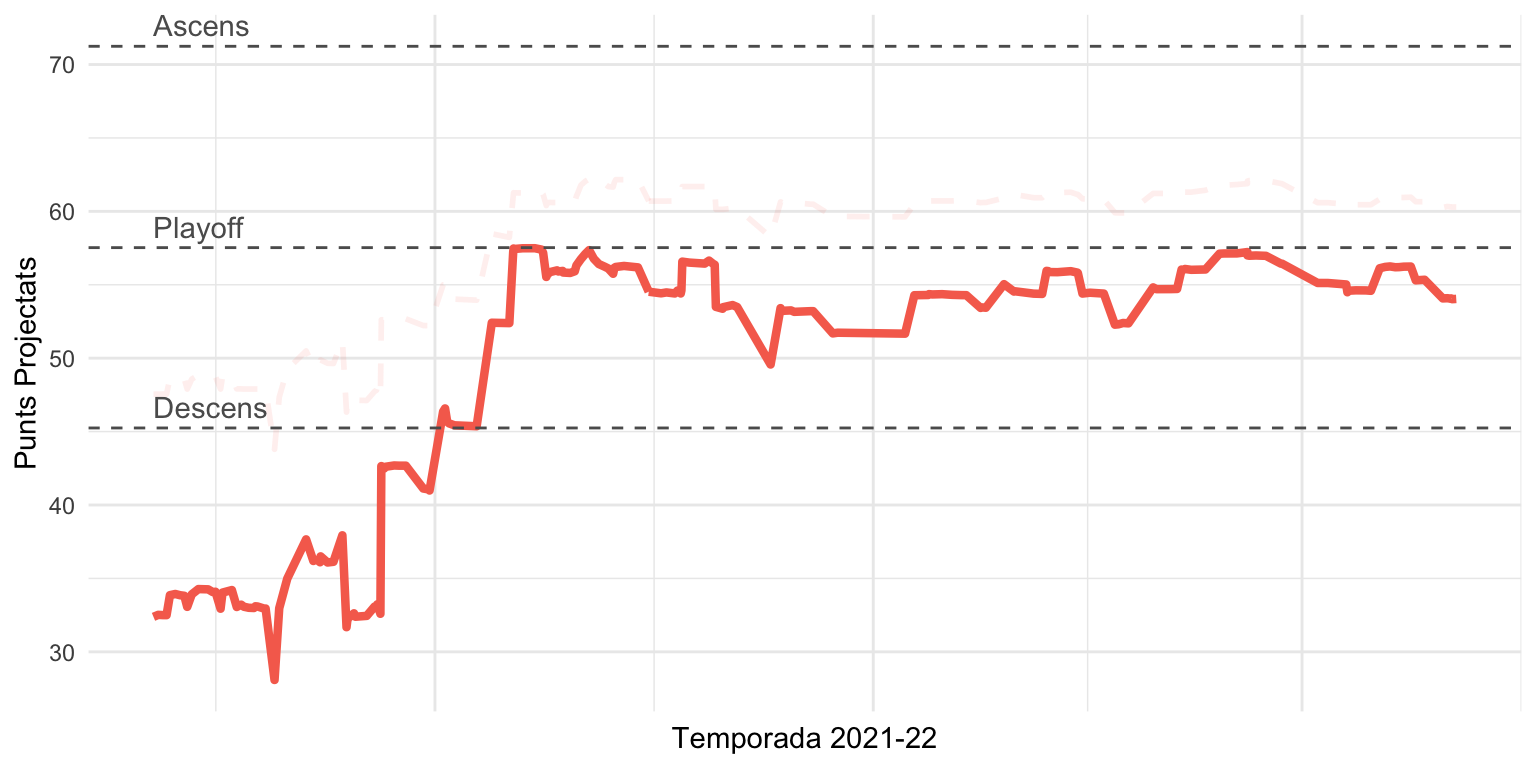 Ascens
70
60
Playoff
50
Descens
40
30
Punts Projectats
Temporada 2021-22